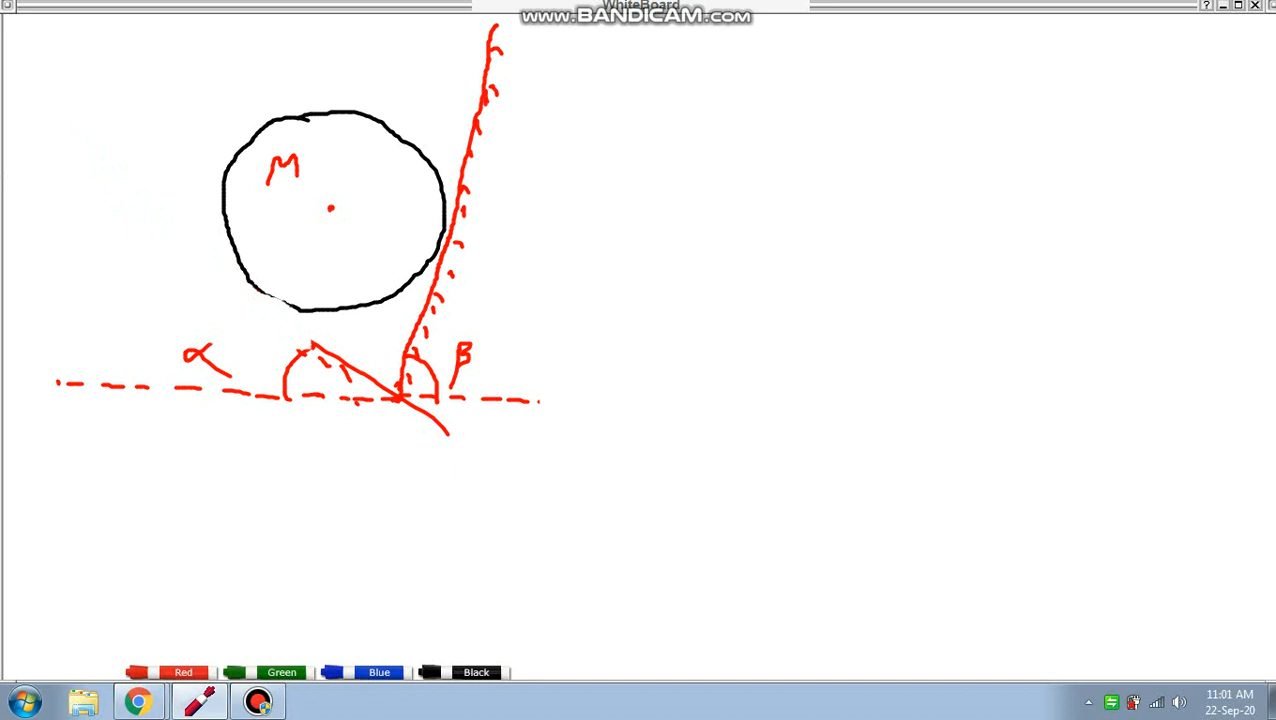 WhiteBoard
www.BANDICAM.com
M
α
β
Red Green Blue Black
11:01 AM
22-Sep-20